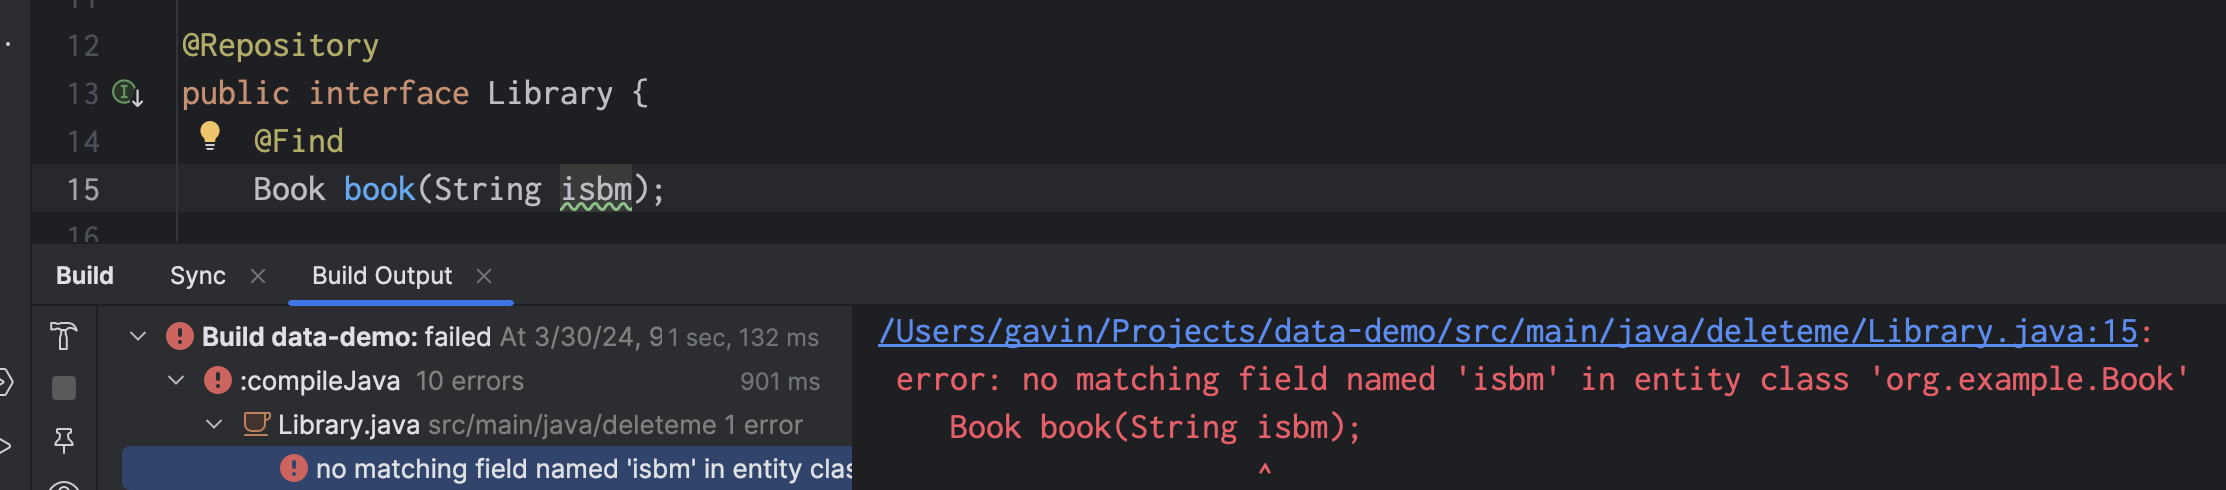 11
12 @Repository
13 public interface Library {
14 @Find
15 Book book(String isbm);
16
Build Sync Build Output
Build data-demo: failed At 3/30/24, 9 1 sec, 132 ms
:compileJava 10 errors 901 ms
Library.java src/main/java/deleteme 1 error
no matching field named 'isbm' in entity clas
/Users/gavin/Projects/data-demo/src/main/java/deleteme/Library.java:15:
error: no matching field named 'isbm' in entity class 'org.example.Book'
Book book(String isbm);
^